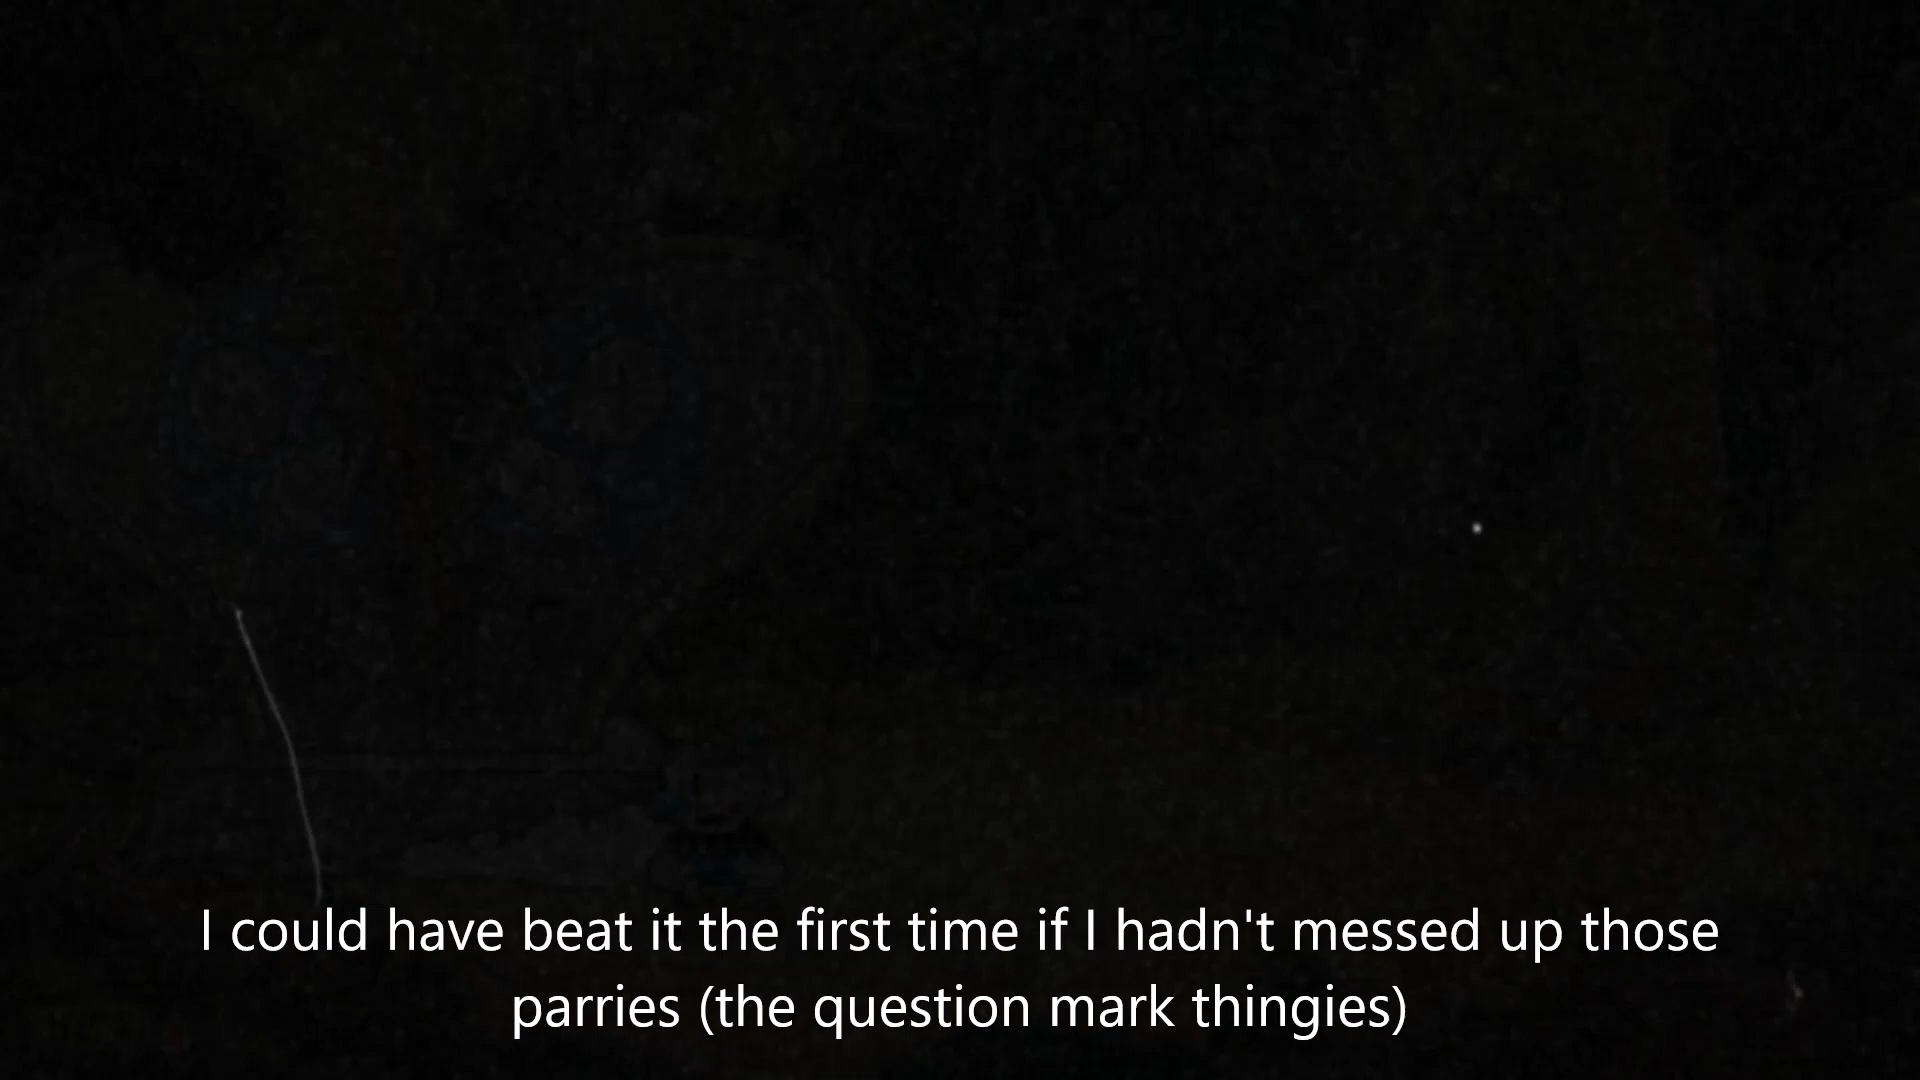 I could have beat it the first time if I hadn't messed up those
parries (the question mark thingies)